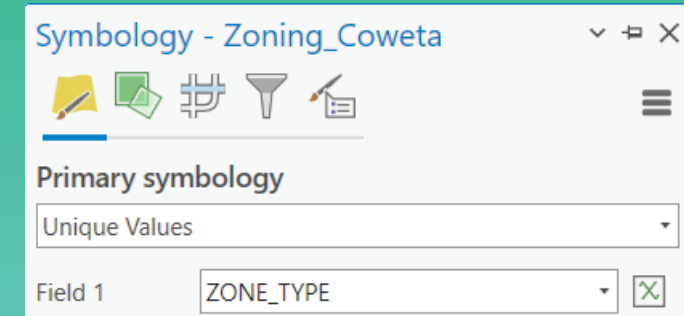 Symbology - Zoning_Coweta
Primary symbology
Unique Values
Field 1 ZONE_TYPE